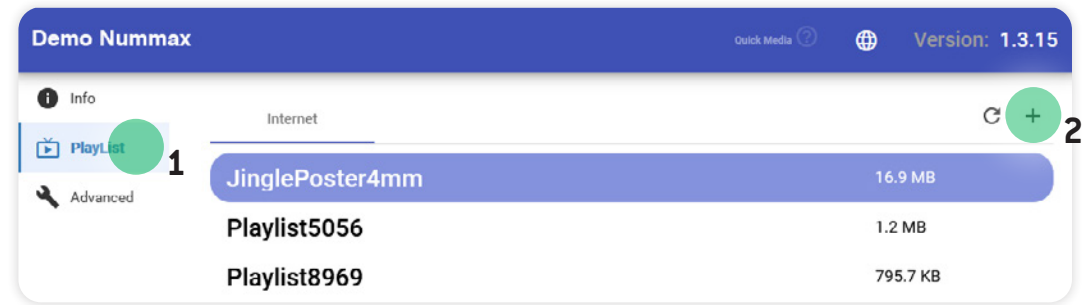 Demo Nummax
Quick Media ?
Version: 1.3.15
Info
Internet
PlayList
1
2
Advanced
JinglePoster4mm 16.9 MB
Playlist5056 1.2 MB
Playlist8969 795.7 KB